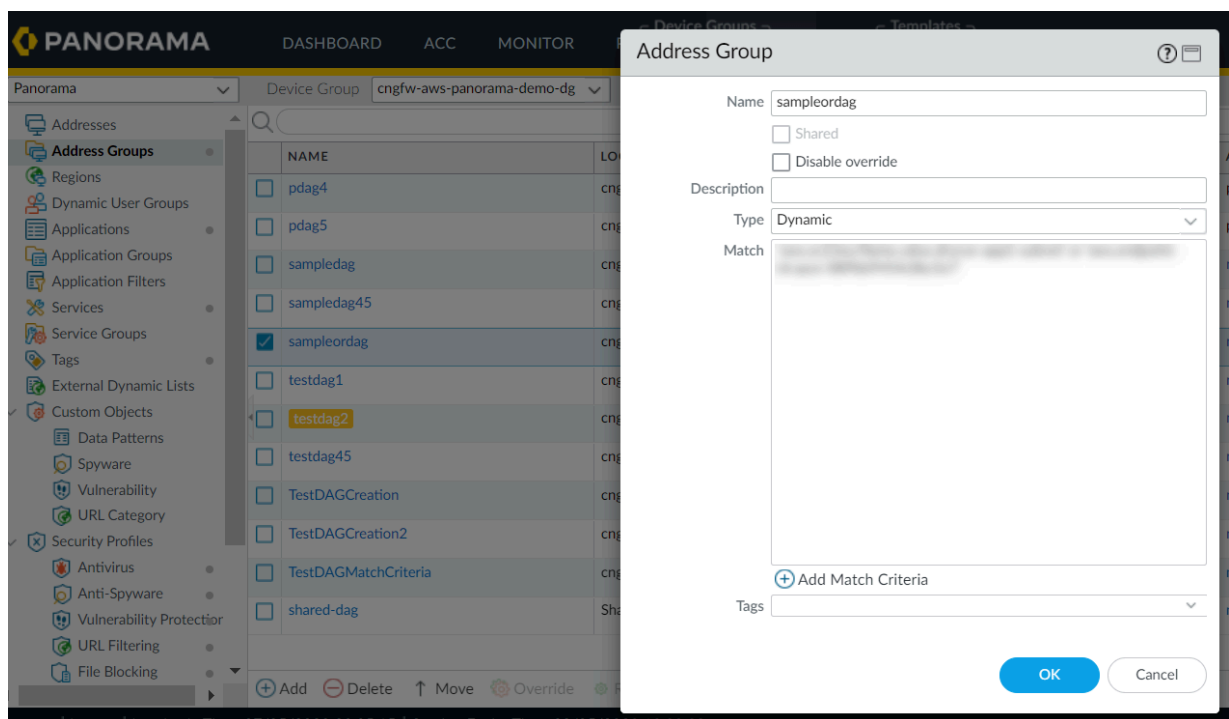 PANORAMA
DASHBOARD ACC MONITOR
Device Groups
Templates
Panorama
Device Group cngfw-aws-panorama-demo-dg
Addresses
Address Groups
Regions
Dynamic User Groups
Applications
Application Groups
Application Filters
Services
Service Groups
Tags
External Dynamic Lists
Custom Objects
Data Patterns
Spyware
Vulnerability
URL Category
Security Profiles
Antivirus
Anti-Spyware
Vulnerability Protection
URL Filtering
File Blocking
NAME
pdag4
pdag5
sampledag
sampledag45
sampleordag
testdag1
testdag2
testdag45
TestDAGCreation
TestDAGCreation2
TestDAGMatchCriteria
shared-dag
Add Delete Move Override
Address Group
Name sampleordag
Shared
Disable override
Description
Type Dynamic
Match
Add Match Criteria
Tags
OK Cancel